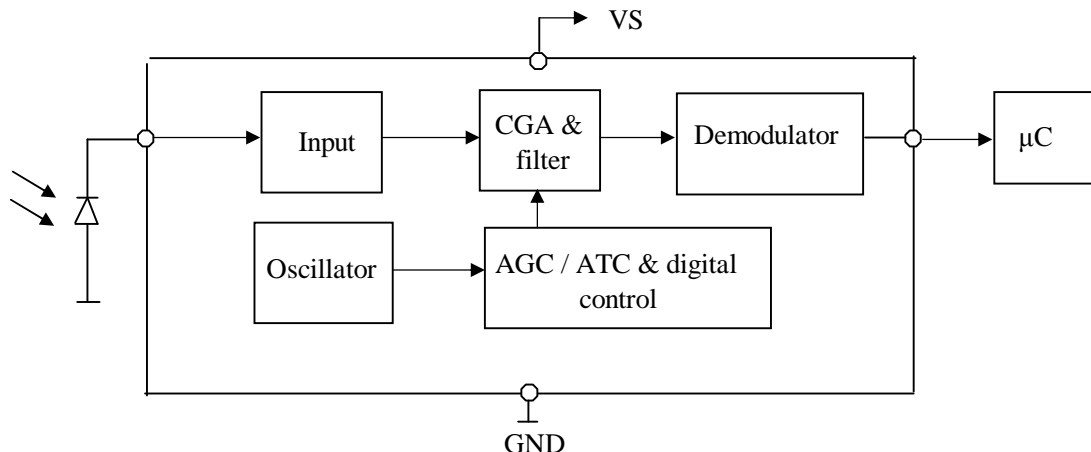 VS
Input
CGA &
filter
Demodulator
μC
Oscillator
AGC / ATC & digital
control
GND